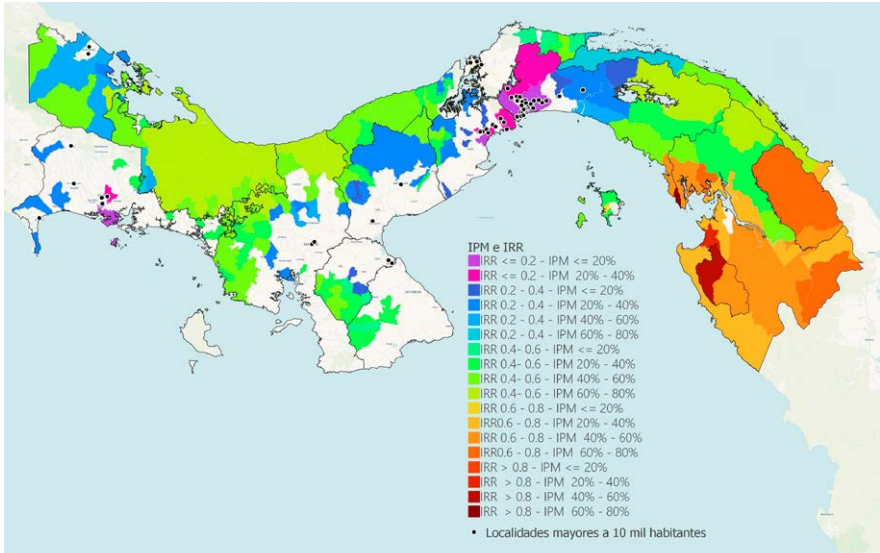 IPM e IRR
IRR <= 0.2 - IPM <= 20%
IRR <= 0.2 - IPM 20% - 40%
IRR 0.2 - 0.4 - IPM <= 20%
IRR 0.2 - 0.4 - IPM 20% - 40%
IRR 0.2 - 0.4 - IPM 40% - 60%
IRR 0.2 - 0.4 - IPM 60% - 80%
IRR 0.4- 0.6 - IPM <= 20%
IRR 0.4- 0.6 - IPM 20% - 40%
IRR 0.4- 0.6 - IPM 40% - 60%
IRR 0.4- 0.6 - IPM 60% - 80%
IRR 0.6 - 0.8 - IPM <= 20%
IRR0.6 - 0.8 - IPM 20% - 40%
IRR 0.6 - 0.8 - IPM 40% - 60%
IRR0.6 - 0.8 - IPM 60% - 80%
IRR > 0.8 - IPM <= 20%
IRR > 0.8 - IPM 20% - 40%
IRR > 0.8 - IPM 40% - 60%
IRR > 0.8 - IPM 60% - 80%
Localidades mayores a 10 mil habitantes